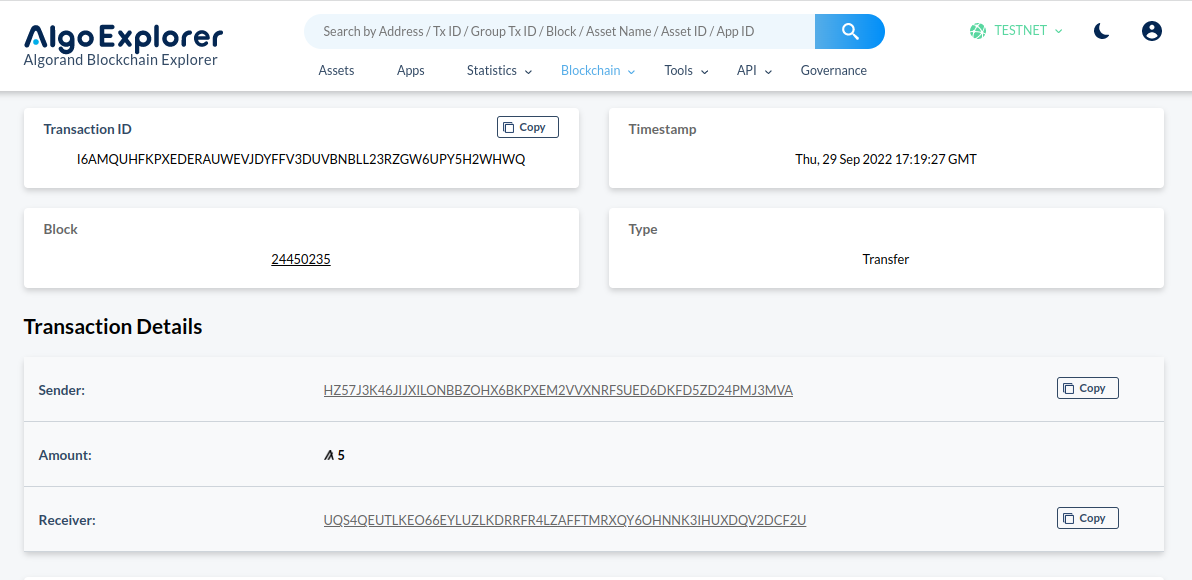 AlgoExplorer
Algorand Blockchain Explorer
Search by Address / Tx ID / Group Tx ID / Block / Asset Name / Asset ID / App ID
TESTNET
Assets Apps Statistics Blockchain Tools API Governance
Transaction ID Copy
I6AMQUHFKPXEDERAUWEVJDYFFV3DUVBNBLL23RZGW6UPY5H2WHWQ
Timestamp
Thu, 29 Sep 2022 17:19:27 GMT
Block
24450235
Type
Transfer
Transaction Details
Sender: HZ57J3K46JIJXILONBBZOHX6BKPXEM2VVXNRFSUED6DKFD5ZD24PMJ3MVA Copy
Amount: 5
Receiver: UQS4QEUTLKEO66EYLUZLKDRRFR4LZAFFTMRXQY6OHNNK3IHUXDQV2DCF2U Copy